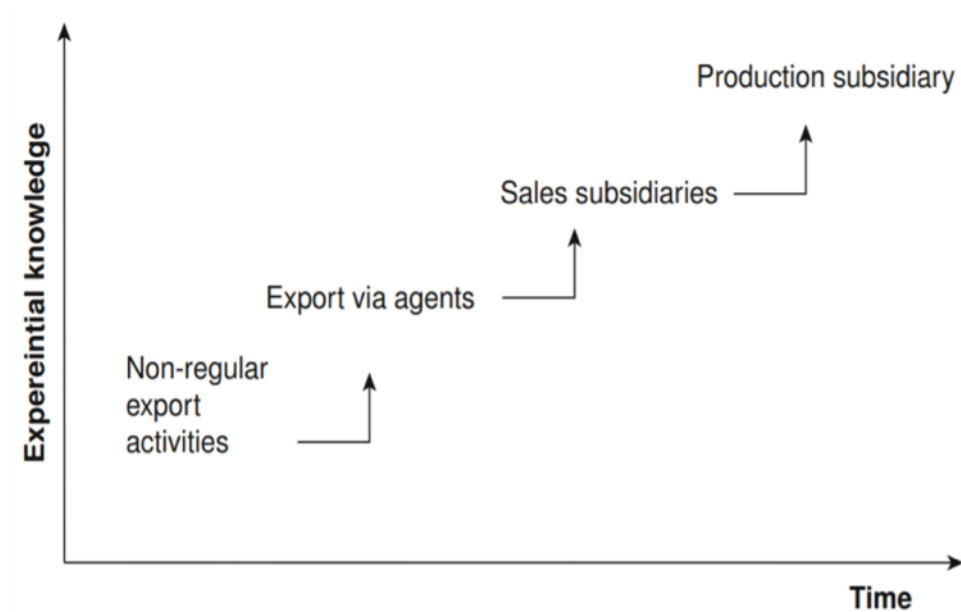 Production subsidiary
Sales subsidiaries
Export via agents
Non-regular
export
activities
Expereintial knowledge
Time